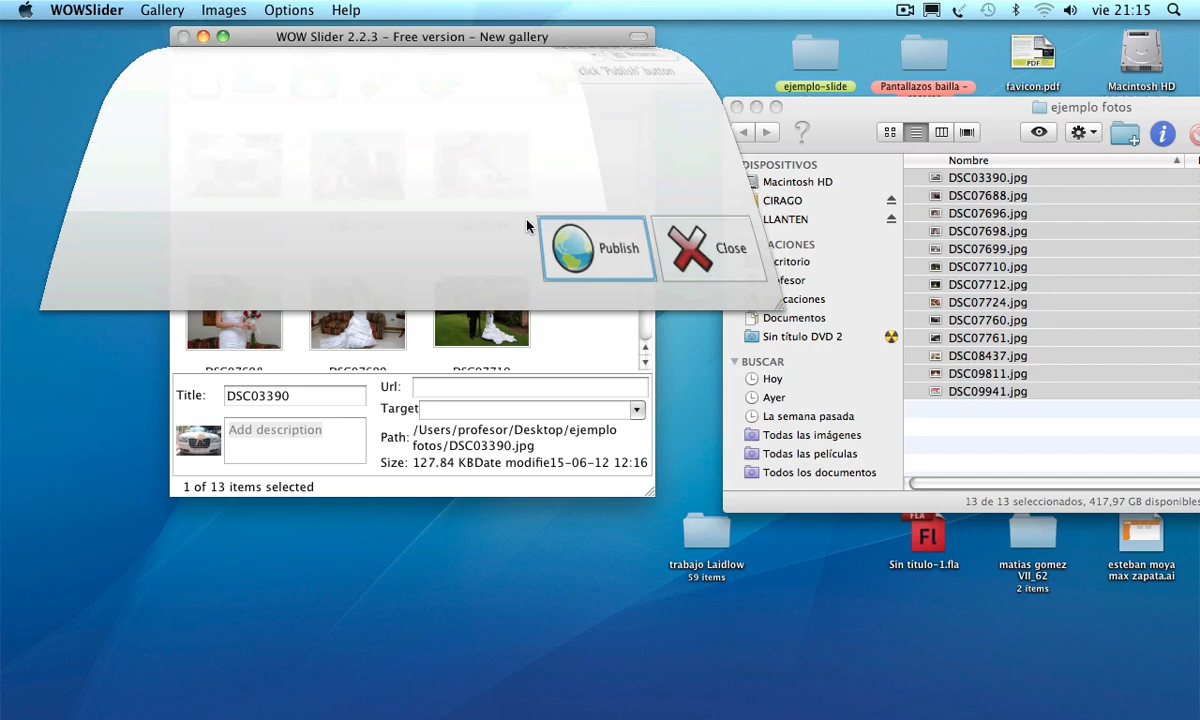 WOWSlider Gallery Images Options Help
vie 21:15
WOW Slider 2.2.3 – Free version – New gallery
click "Publish" button
Publish
Close
Title:
DSC03390
Add description
Url:
Target
Path:
/Users/profesor/Desktop/ejemplo
fotos/DSC03390.jpg
Size: 127.84 KBDate modifie15-06-12 12:16
1 of 13 items selected
ejemplo-slide
Pantallazos bailla –
favicon.pdf
PDF
Macintosh HD
ejemplo fotos
DISPOSITIVOS
Macintosh HD
CIRAGO
LLANTEN
Documentos
Sin título DVD 2
BUSCAR
Hoy
Ayer
La semana pasada
Todas las imágenes
Todas las películas
Todos los documentos
Nombre
DSC03390.jpg
DSC07688.jpg
DSC07696.jpg
DSC07698.jpg
DSC07699.jpg
DSC07710.jpg
DSC07712.jpg
DSC07724.jpg
DSC07760.jpg
DSC07761.jpg
DSC08437.jpg
DSC09811.jpg
DSC09941.jpg
13 de 13 seleccionados, 417,97 GB disponibles
trabajo Laidlow
59 items
FLA
Fl
Sin título-1.fla
matias gomez
VII_62
2 items
esteban moya
max zapata.ai